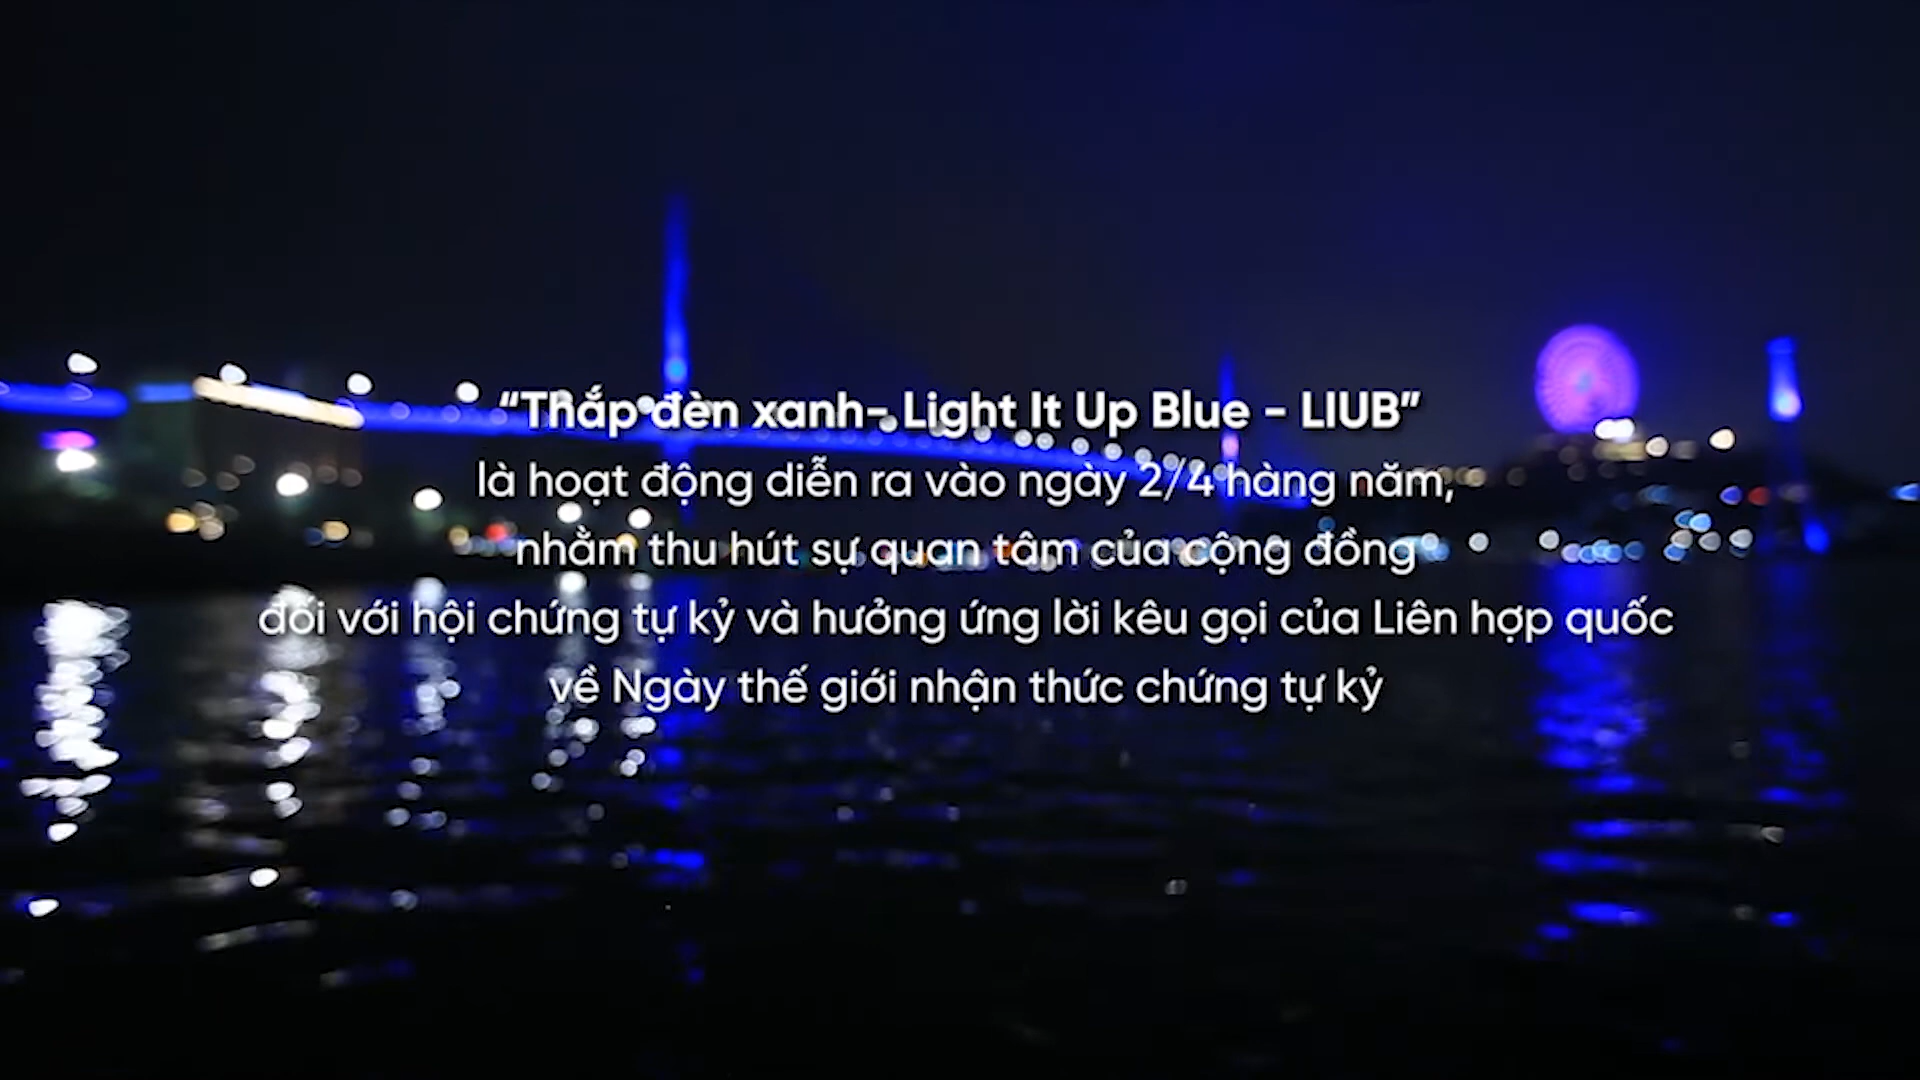 “Thắp đèn xanh- Light It Up Blue - LIUB”
là hoạt động diễn ra vào ngày 2/4 hàng năm,
nhằm thu hút sự quan tâm của cộng đồng
đối với hội chứng tự kỷ và hưởng ứng lời kêu gọi của Liên hợp quốc
về Ngày thế giới nhận thức chứng tự kỷ